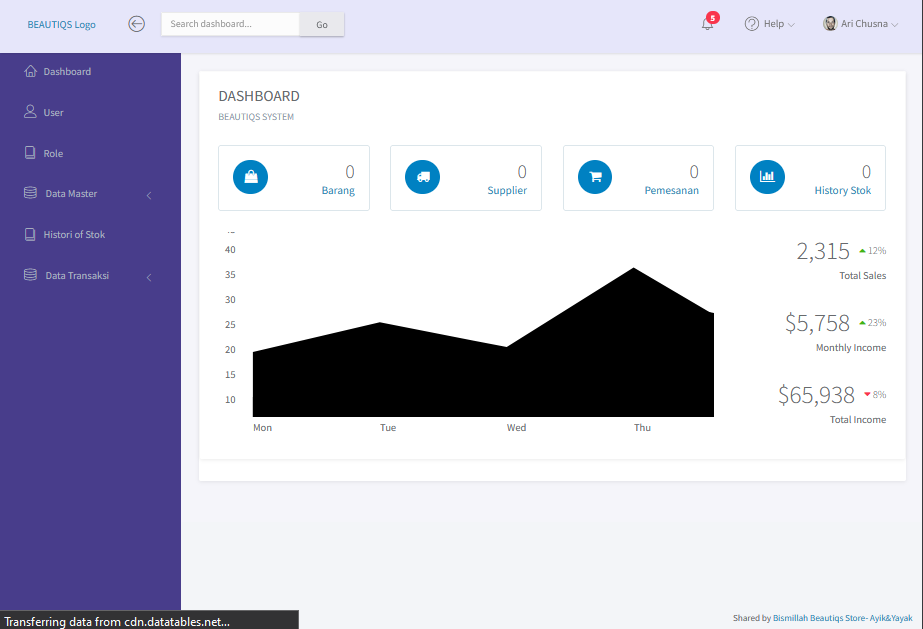 BEAUTIQS Logo
Search dashboard...
Go
5
Help
Ari Chusna
Dashboard
User
Role
Data Master
Histori of Stok
Data Transaksi
DASHBOARD
BEAUTIQS SYSTEM
0
Barang
0
Supplier
0
Pemesanan
0
History Stok
40
35
30
25
20
15
10
Mon Tue Wed Thu
2,315 12%
Total Sales
$5,758 23%
Monthly Income
$65,938 8%
Total Income
Shared by Bismillah Beautiqs Store- Ayik&Yayak
Transferring data from cdn.datatables.net...